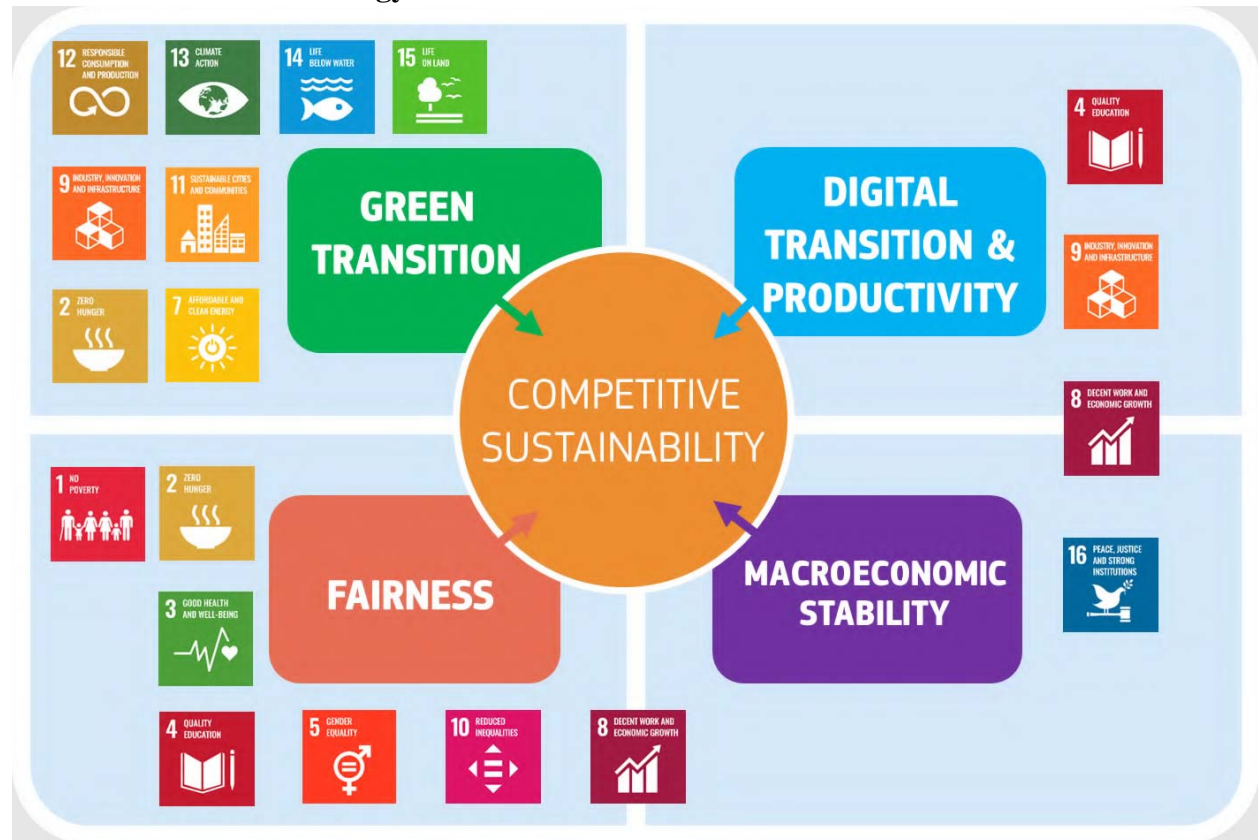 gy
12 RESPONSIBLE
CONSUMPTION
AND PRODUCTION
13 CLIMATE
ACTION
14 LIFE
BELOW WATER
15 LIFE
ON LAND
9 INDUSTRY, INNOVATION
AND INFRASTRUCTURE
11 SUSTAINABLE CITIES
AND COMMUNITIES
2 ZERO
HUNGER
7 AFFORDABLE AND
CLEAN ENERGY
GREEN
TRANSITION
DIGITAL
TRANSITION &
PRODUCTIVITY
4 QUALITY
EDUCATION
9 INDUSTRY, INNOVATION
AND INFRASTRUCTURE
8 DECENT WORK AND
ECONOMIC GROWTH
COMPETITIVE
SUSTAINABILITY
1 NO
POVERTY
2 ZERO
HUNGER
3 GOOD HEALTH
AND WELL-BEING
FAIRNESS
4 QUALITY
EDUCATION
5 GENDER
EQUALITY
10 REDUCED
INEQUALITIES
8 DECENT WORK AND
ECONOMIC GROWTH
MACROECONOMIC
STABILITY
16 PEACE, JUSTICE
AND STRONG
INSTITUTIONS